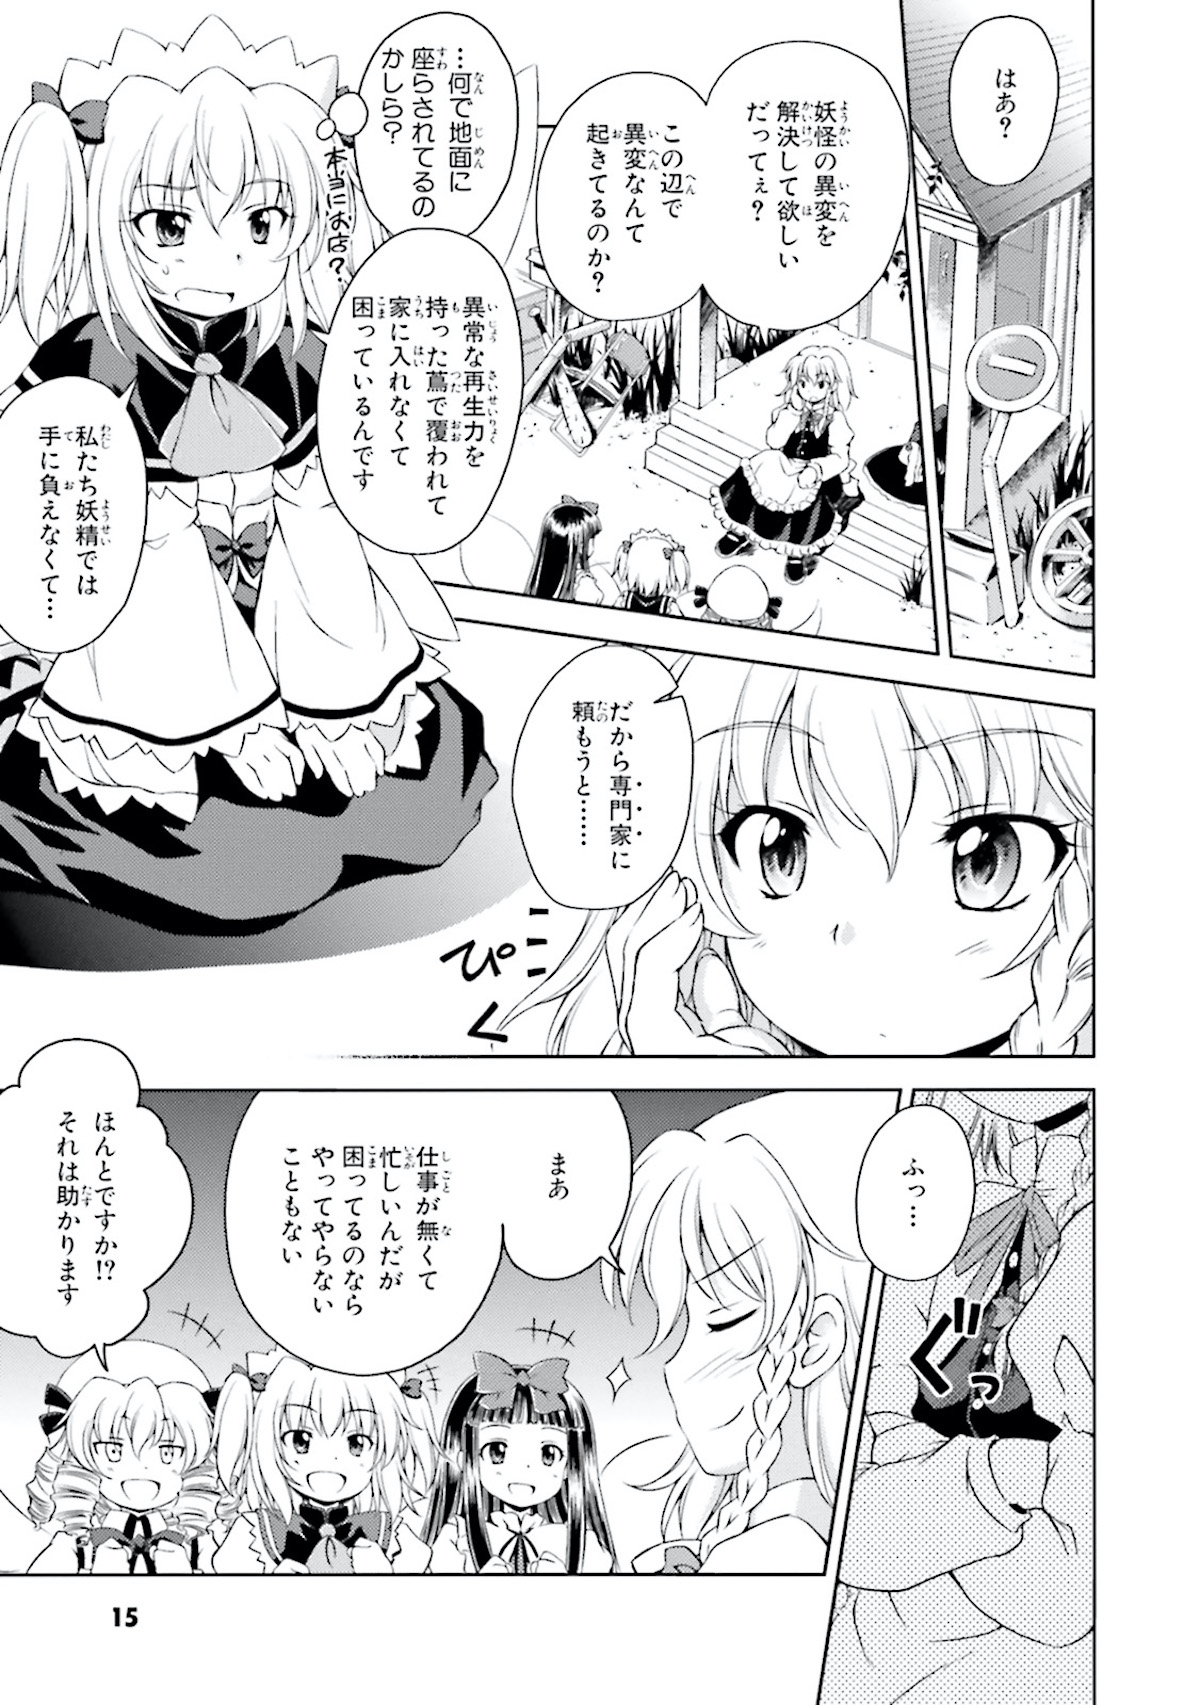 はあ?
妖怪の異変を
解決して欲しい
だってぇ?
この辺で
異変なんて
起きてるのか?
…何で地面に
座らされてるの
かしら?
本当にお店?
異常な再生力を
持った蔦で覆われて
家に入れなくて
困っているんです
私たち妖精では
手に負えなくて…
だから専門家に
頼もうと……
ぴく
ふっ…
ぐっ
まあ
仕事が無くて
忙しいんだが
困ってるのなら
やってやらない
こともない
ほんとですか!?
それは助かります
15